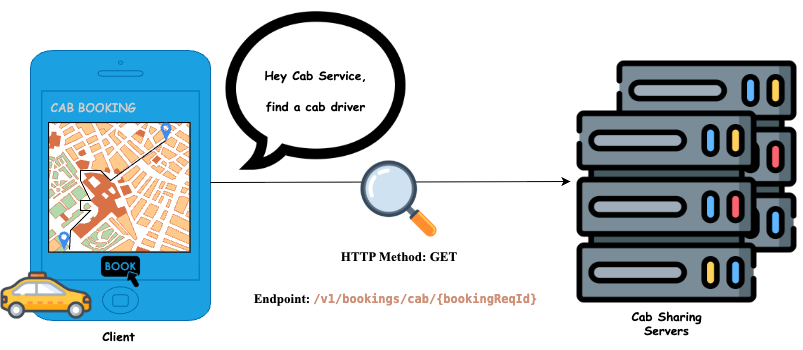 Hey Cab Service,
find a cab driver
CAB BOOKING
BOOK
HTTP Method: GET
Endpoint: /v1/bookings/cab/{bookingReqId}
Client
Cab Sharing
Servers